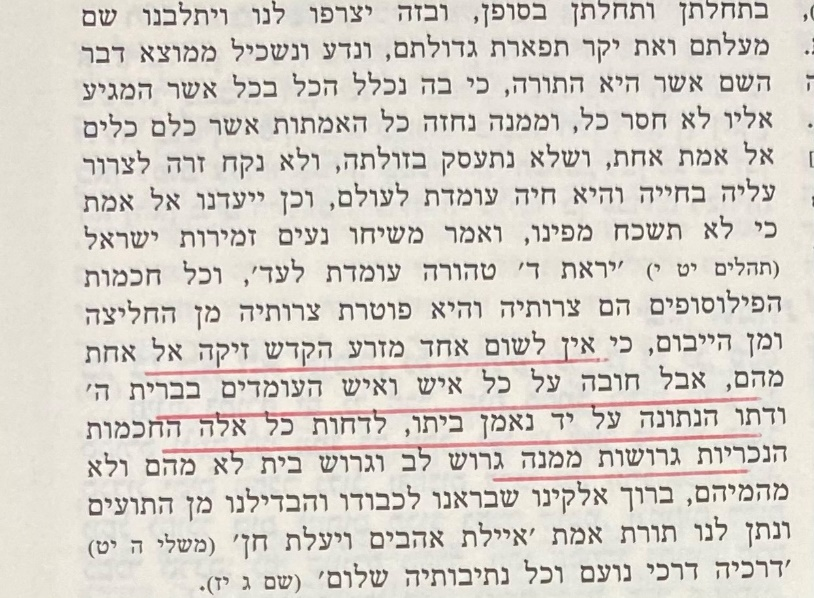 בתחלתן ותחלתן בסופן, ובזה יצרפו לנו ויתלבנו שם
מעלתם ואת יקר תפארת גדולתם, ונדע ונשכיל ממוצא דבר
השם אשר היא התורה, כי בה נכלל הכל בכל אשר המגיע
אליו לא חסר כל, וממנה נחזה כל האמתות אשר כלם כלים
אל אמת אחת, ושלא נתעסק בזולתה, ולא נקח זרה לצרור
עליה בחייה והיא חיה עומדת לעולם, וכן ייעדנו אל אמת
כי לא תשכח מפינו, ואמר משיחו נעים זמירות ישראל
(תהלים יט י) 'יראת ד' טהורה עומדת לעד', וכל חכמות
הפילוסופים הם צרותיה והיא פוטרת צרותיה מן החליצה
ומן הייבום, כי אין לשום אחד מזרע הקדש זיקה אל אחת
מהם, אבל חובה על כל איש ואיש העומדים בברית ה'
ודתו הנתונה על יד נאמן ביתו, לדחות כל אלה החכמות
הנכריות גרושות ממנה גרוש לב וגרוש בית לא מהם ולא
מהמיהם, ברוך אלקינו שבראנו לכבודו והבדילנו מן התועים
ונתן לנו תורת אמת 'איילת אהבים ויעלת חן' (משלי ה יט)
'דרכיה דרכי נועם וכל נתיבותיה שלום' (שם ג יז).